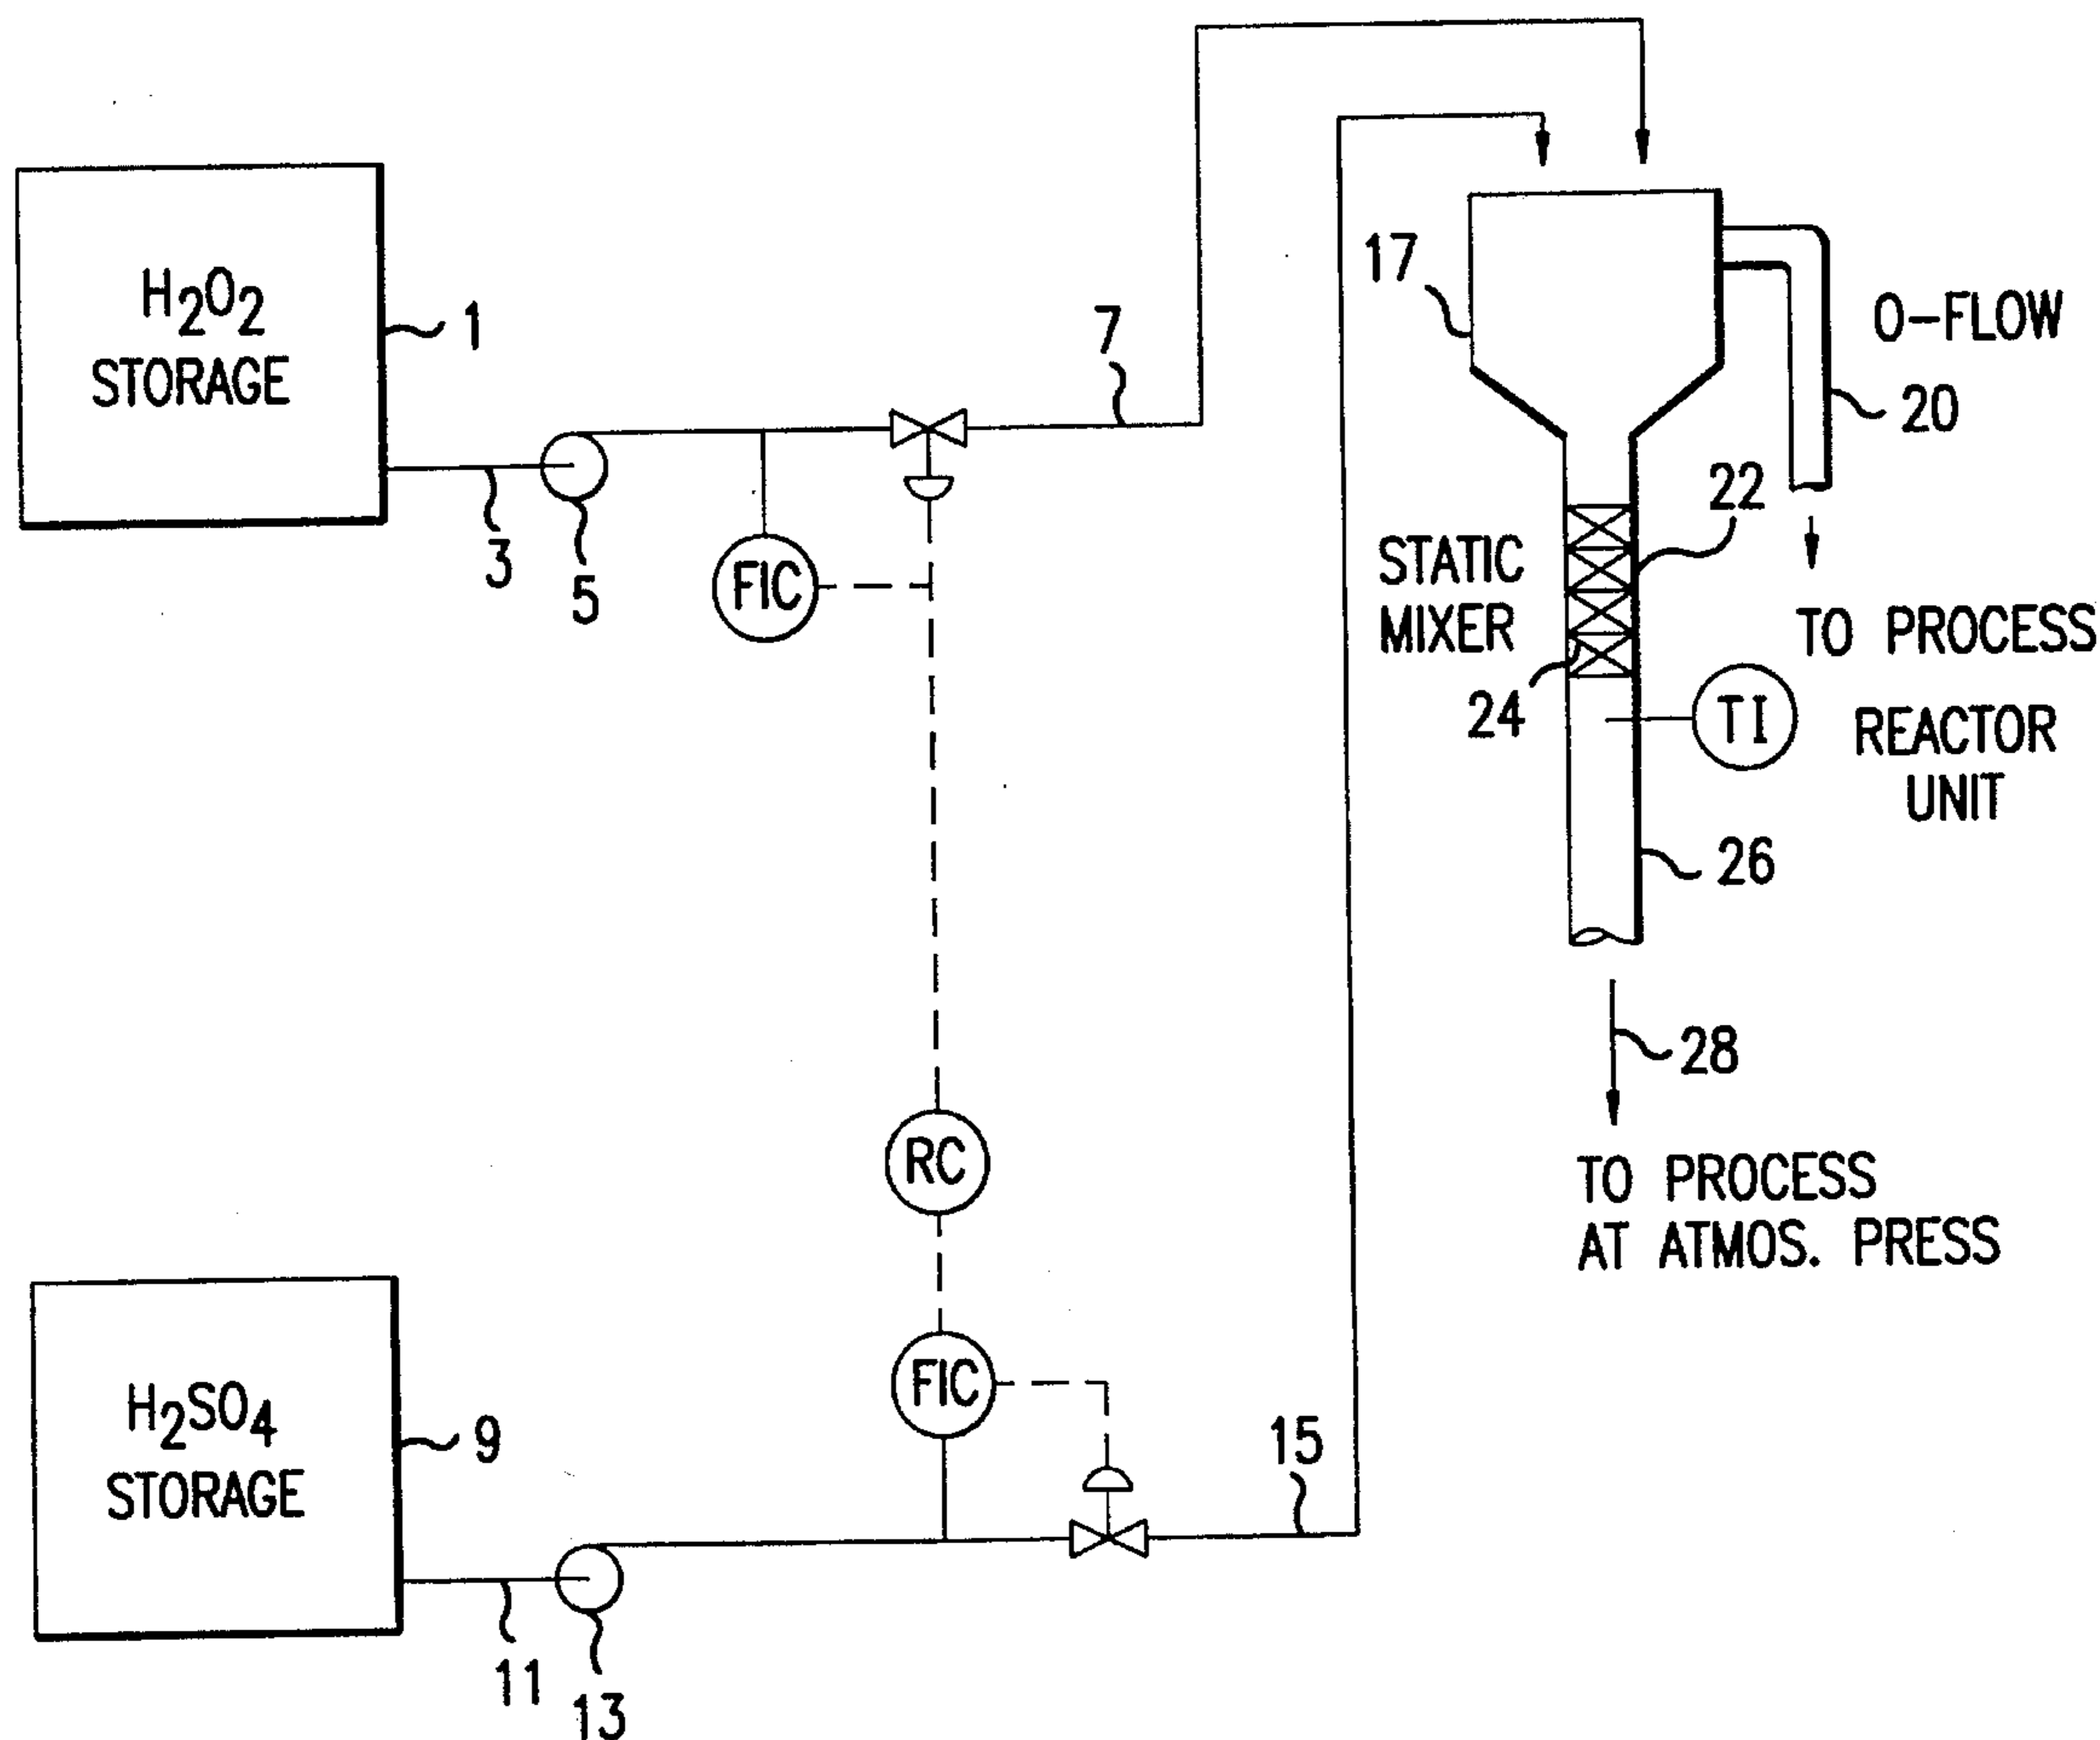 H2O2
STORAGE
1
3
5
7
FIC
17
O-FLOW
20
22
STATIC
MIXER
24
TI
TO PROCESS
REACTOR
UNIT
26
28
TO PROCESS
AT ATMOS. PRESS
RC
FIC
H2SO4
STORAGE
9
11
13
15